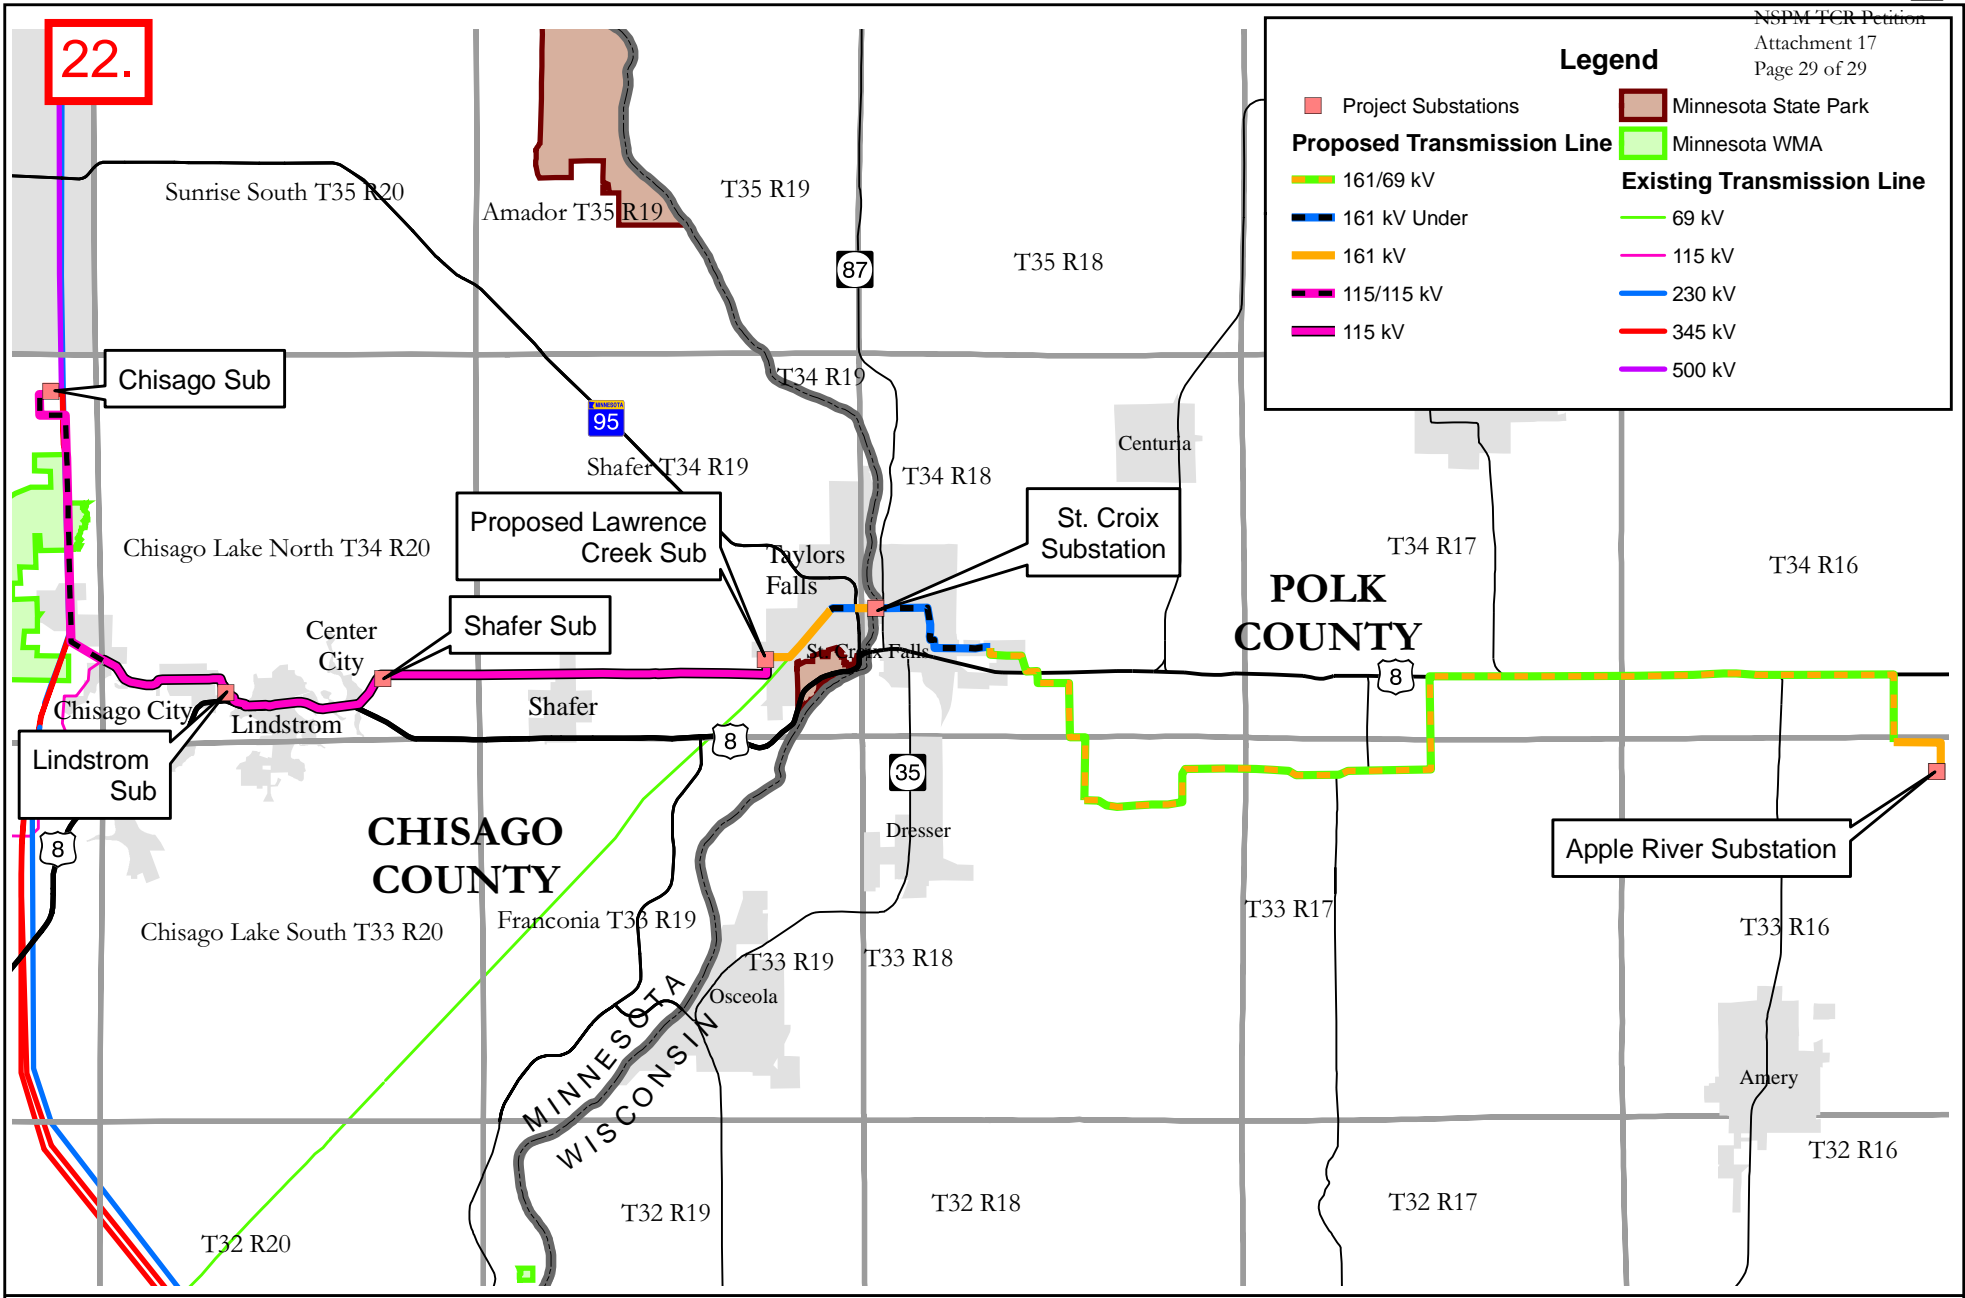 22.
NSPM TCR Petition
Attachment 17
Page 29 of 29
Legend
Project Substations
Proposed Transmission Line
161/69 kV
161 kV Under
161 kV
115/115 kV
115 kV
Minnesota State Park
Minnesota WMA
Existing Transmission Line
69 kV
115 kV
230 kV
345 kV
500 kV
Sunrise South T35 R20
Amador T35 R19
T35 R19
T35 R18
87
Chisago Sub
T34 R19
MINNESOTA
95
Centuria
Shafer T34 R19
T34 R18
Proposed Lawrence
Creek Sub
St. Croix
Substation
Chisago Lake North T34 R20
Taylors
Falls
T34 R17
T34 R16
POLK
COUNTY
Shafer Sub
Center
City
St. Croix Falls
8
Chisago City
Lindstrom
Shafer
8
Lindstrom
Sub
35
8
CHISAGO
COUNTY
Dresser
Apple River Substation
Chisago Lake South T33 R20
Franconia T33 R19
T33 R19
T33 R18
T33 R17
T33 R16
Osceola
MINNESOTA
WISCONSIN
Amery
T32 R20
T32 R19
T32 R18
T32 R17
T32 R16